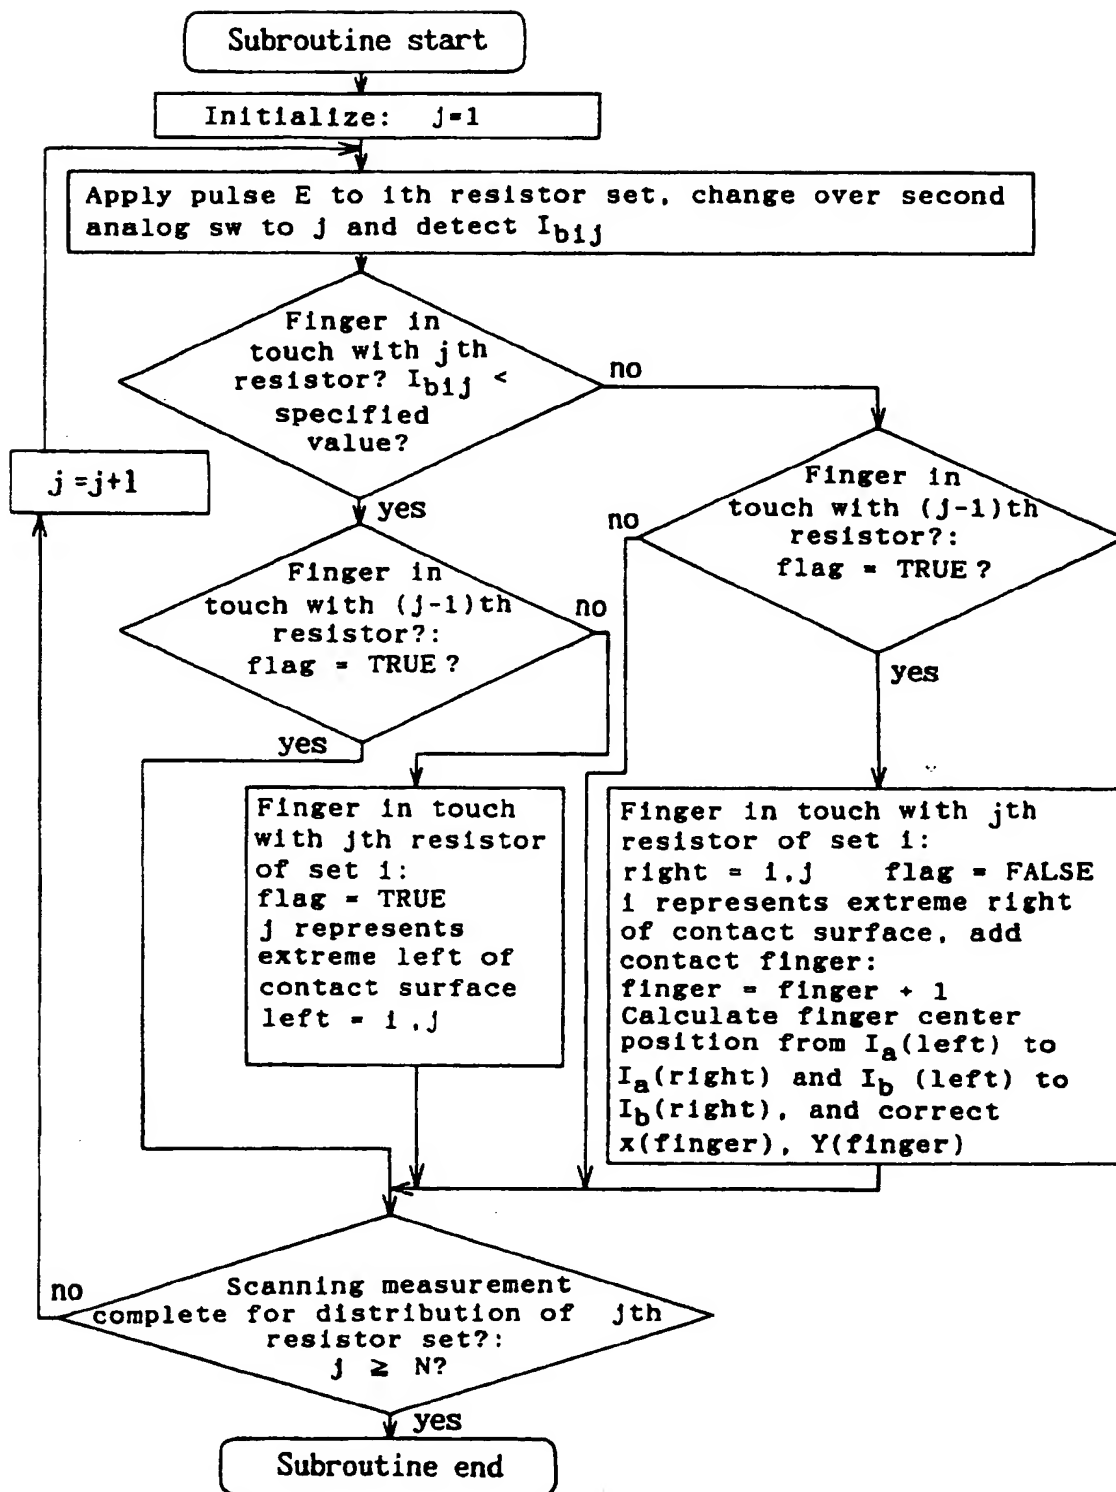 Subroutine start
Initialize: j=1
Apply pulse E to ith resistor set, change over second
analog sw to j and detect I_bij
Finger in
touch with jth
resistor? I_bij <
specified
value?
no
j=j+1
yes
Finger in
touch with (j-1)th
resistor?:
flag = TRUE?
no
Finger in
touch with (j-1)th
resistor?:
flag = TRUE?
no
yes
yes
Finger in touch
with jth resistor
of set i:
flag = TRUE
j represents
extreme left of
contact surface
left = i,j
Finger in touch with jth
resistor of set i:
right = i,j flag = FALSE
i represents extreme right
of contact surface, add
contact finger:
finger = finger + 1
Calculate finger center
position from I_a(left) to
I_a(right) and I_b (left) to
I_b(right), and correct
x(finger), Y(finger)
no
Scanning measurement
complete for distribution of jth
resistor set?:
j ≧ N?
yes
Subroutine end